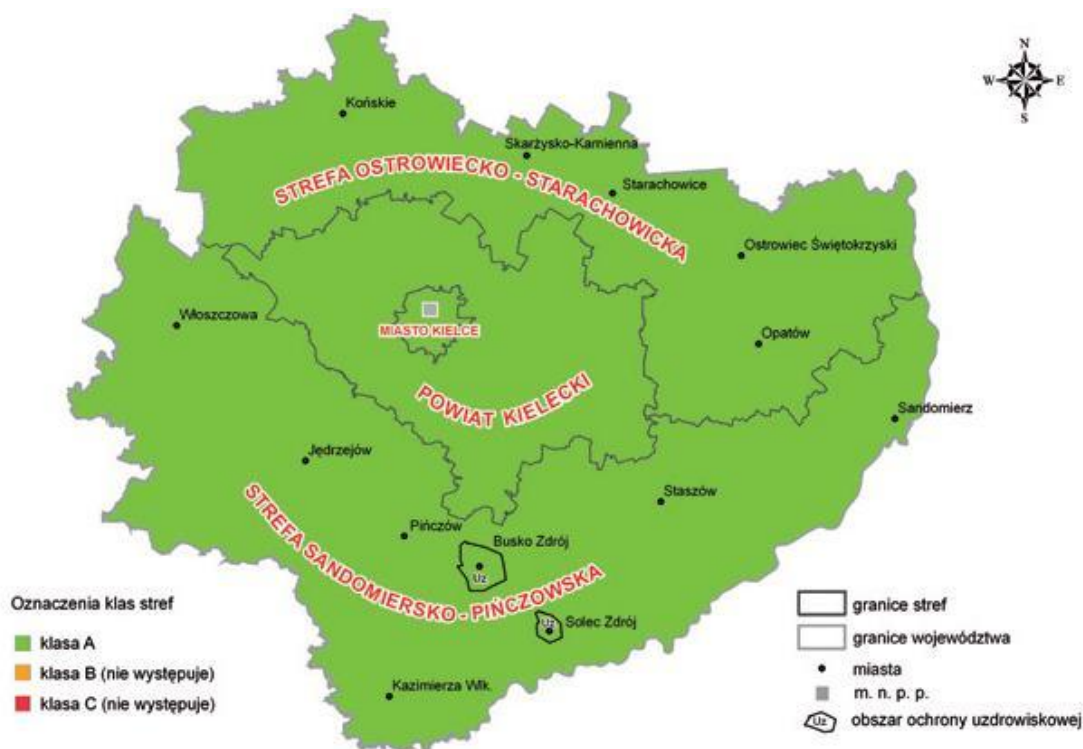 N
W E
S
Końskie
Skarżysko-Kamienna
STREFA OSTROWIECKO - STARACHOWICKA
Starachowice
Ostrowiec Świętokrzyski
Włoszczowa
MIASTO KIELCE
Opatów
POWIAT KIELECKI
Sandomierz
Jędrzejów
Staszów
STREFA SANDOMIERSKO - PIŃCZOWSKA
Pińczów
Busko Zdrój
Uz
Solec Zdrój
Uz
Kazimierza Wlk.
Oznaczenia klas stref
klasa A
klasa B (nie występuje)
klasa C (nie występuje)
granice stref
granice województwa
miasta
m. n. p. p.
Uz obszar ochrony uzdrowiskowej